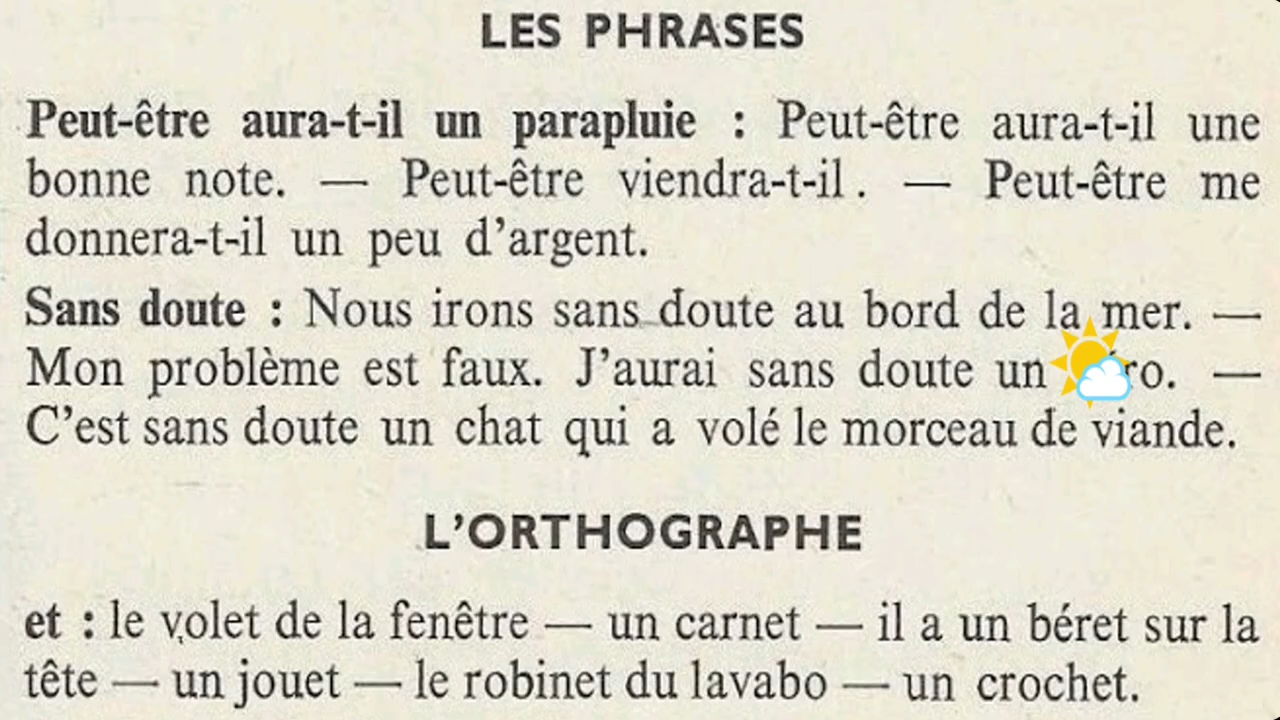 LES PHRASES
Peut-être aura-t-il un parapluie : Peut-être aura-t-il une
bonne note. — Peut-être viendra-t-il. — Peut-être me
donnera-t-il un peu d’argent.
Sans doute : Nous irons sans doute au bord de la mer. —
Mon problème est faux. J’aurai sans doute un —
C’est sans doute un chat qui a volé le morceau de viande.
L’ORTHOGRAPHE
et : le volet de la fenêtre — un carnet — il a un béret sur la
tête — un jouet — le robinet du lavabo — un crochet.